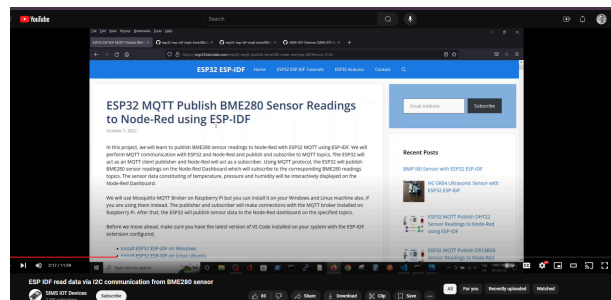 YouTube
Search
ESP32 ESP-IDF
Home
ESP32 ESP-IDF Tutorials
ESP32 Arduino
Contact
ESP32 MQTT Publish BME280 Sensor Readings
to Node-Red using ESP-IDF
October 7, 2022
In this project, we will learn to publish BME280 sensor readings to Node-Red with ESP32 MQTT using ESP-IDF. We will
perform MQTT communication with ESP32 and Node-Red and publish and subscribe to MQTT topics. The ESP32 will
act as an MQTT client publisher and Node-Red will act as a subscriber. Using MQTT protocol, the ESP32 will publish
BME280 sensor readings on the Node-Red Dashboard which will subscribe to the corresponding BME280 readings
topics. The sensor data constituting of temperature, pressure and humidity will be interactively displayed on the
Node-Red Dashboard.
We will use Mosquitto MQTT Broker on Raspberry Pi but you can install it on your Windows and Linux machine also, if
you are using them instead. The publisher and subscriber will make connections with the MQTT broker installed on
Raspberry Pi. After that, the ESP32 will publish sensor data to the Node-Red dashboard on the specified topics.
Before we move ahead, make sure you have the latest version of VS Code installed on your system with the ESP-IDF
extension configured.
Install ESP32 ESP-IDF on Windows
Install ESP32 ESP-IDF on Linux Ubuntu
Email Address
Subscribe
Recent Posts
BMP180 Sensor with ESP32 ESP-IDF
HC-SR04 Ultrasonic Sensor with
ESP32 ESP-IDF
ESP32 MQTT Publish DHT22
Sensor Readings to Node-Red
using ESP-IDF
ESP32 MQTT Publish DS18B20
Sensor Readings to Node-Red
2:17 / 11:59
Type here to search
ESP IDF read data via I2C communication from BME280 sensor
SIMS IOT Devices
Subscribe
80
Share
Download
Clip
Save
All
For you
Recently uploaded
Watched